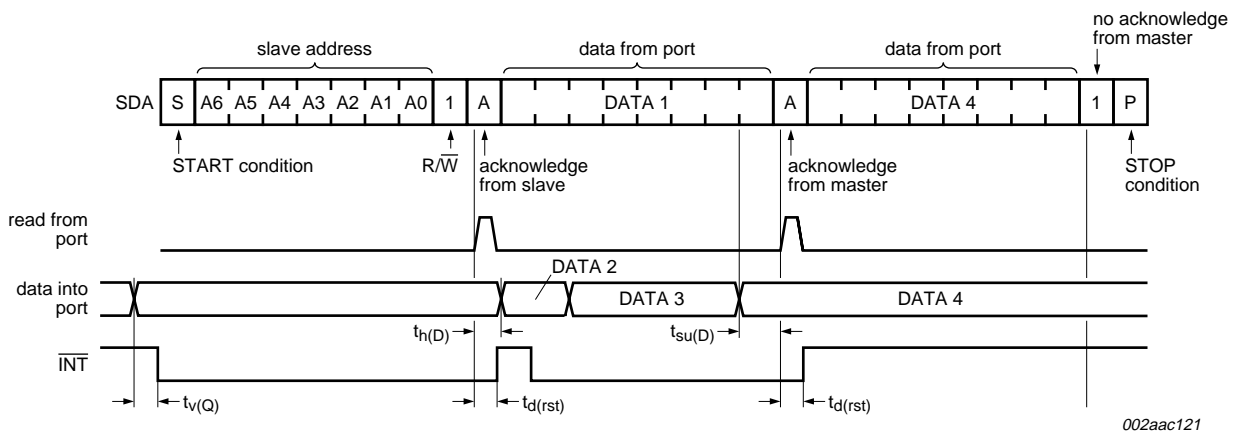 slave address
data from port
data from port
no acknowledge
from master
SDA S A6 A5 A4 A3 A2 A1 A0 1 A DATA 1 A DATA 4 1 P
START condition
R/W̅
acknowledge
from slave
acknowledge
from master
STOP
condition
read from
port
DATA 2
data into
port
DATA 3
DATA 4
th(D)
tsu(D)
I̅N̅T̅
tv(Q)
td(rst)
td(rst)
002aac121